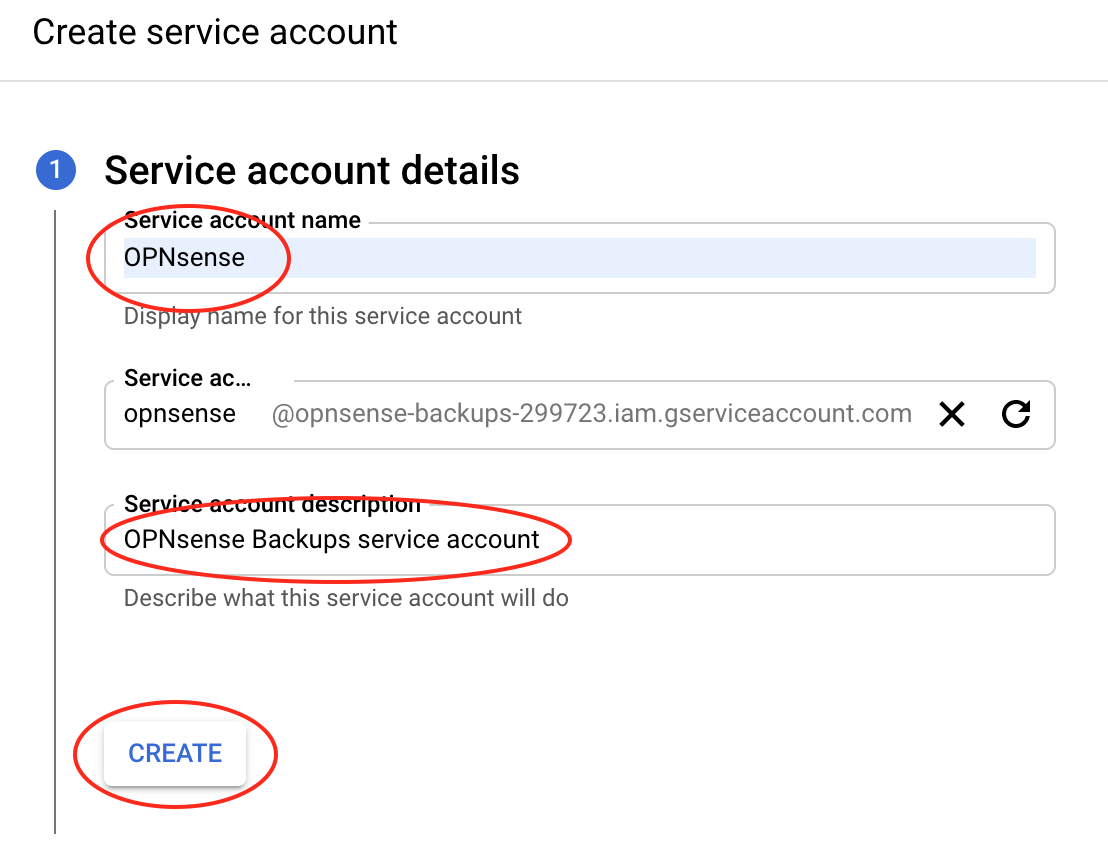 Create service account
1 Service account details
Service account name
OPNsense
Display name for this service account
Service ac...
opnsense @opnsense-backups-299723.iam.gserviceaccount.com
Service account description
OPNsense Backups service account
Describe what this service account will do
CREATE